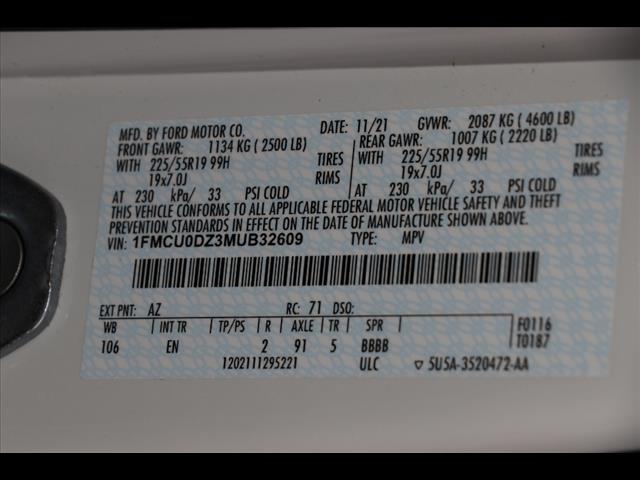 MFD. BY FORD MOTOR CO. DATE: 11/21 GVWR: 2087 KG ( 4600 LB)
FRONT GAWR: 1134 KG ( 2500 LB) REAR GAWR: 1007 KG ( 2220 LB)
WITH 225/55R19 99H TIRES WITH 225/55R19 99H TIRES
19x7.0J RIMS 19x7.0J RIMS
AT 230 kPa/ 33 PSI COLD AT 230 kPa/ 33 PSI COLD
THIS VEHICLE CONFORMS TO ALL APPLICABLE FEDERAL MOTOR VEHICLE SAFETY AND THEFT
PREVENTION STANDARDS IN EFFECT ON THE DATE OF MANUFACTURE SHOWN ABOVE.
VIN: 1FMCU0DZ3MUB32609 TYPE: MPV
EXT PNT: AZ RC: 71 DSO:
WB INT TR TP/PS R AXLE TR SPR F0116
106 EN 2 91 5 BBBB T0187
1202111295221 ULC ▽ 5U5A-3520472-AA